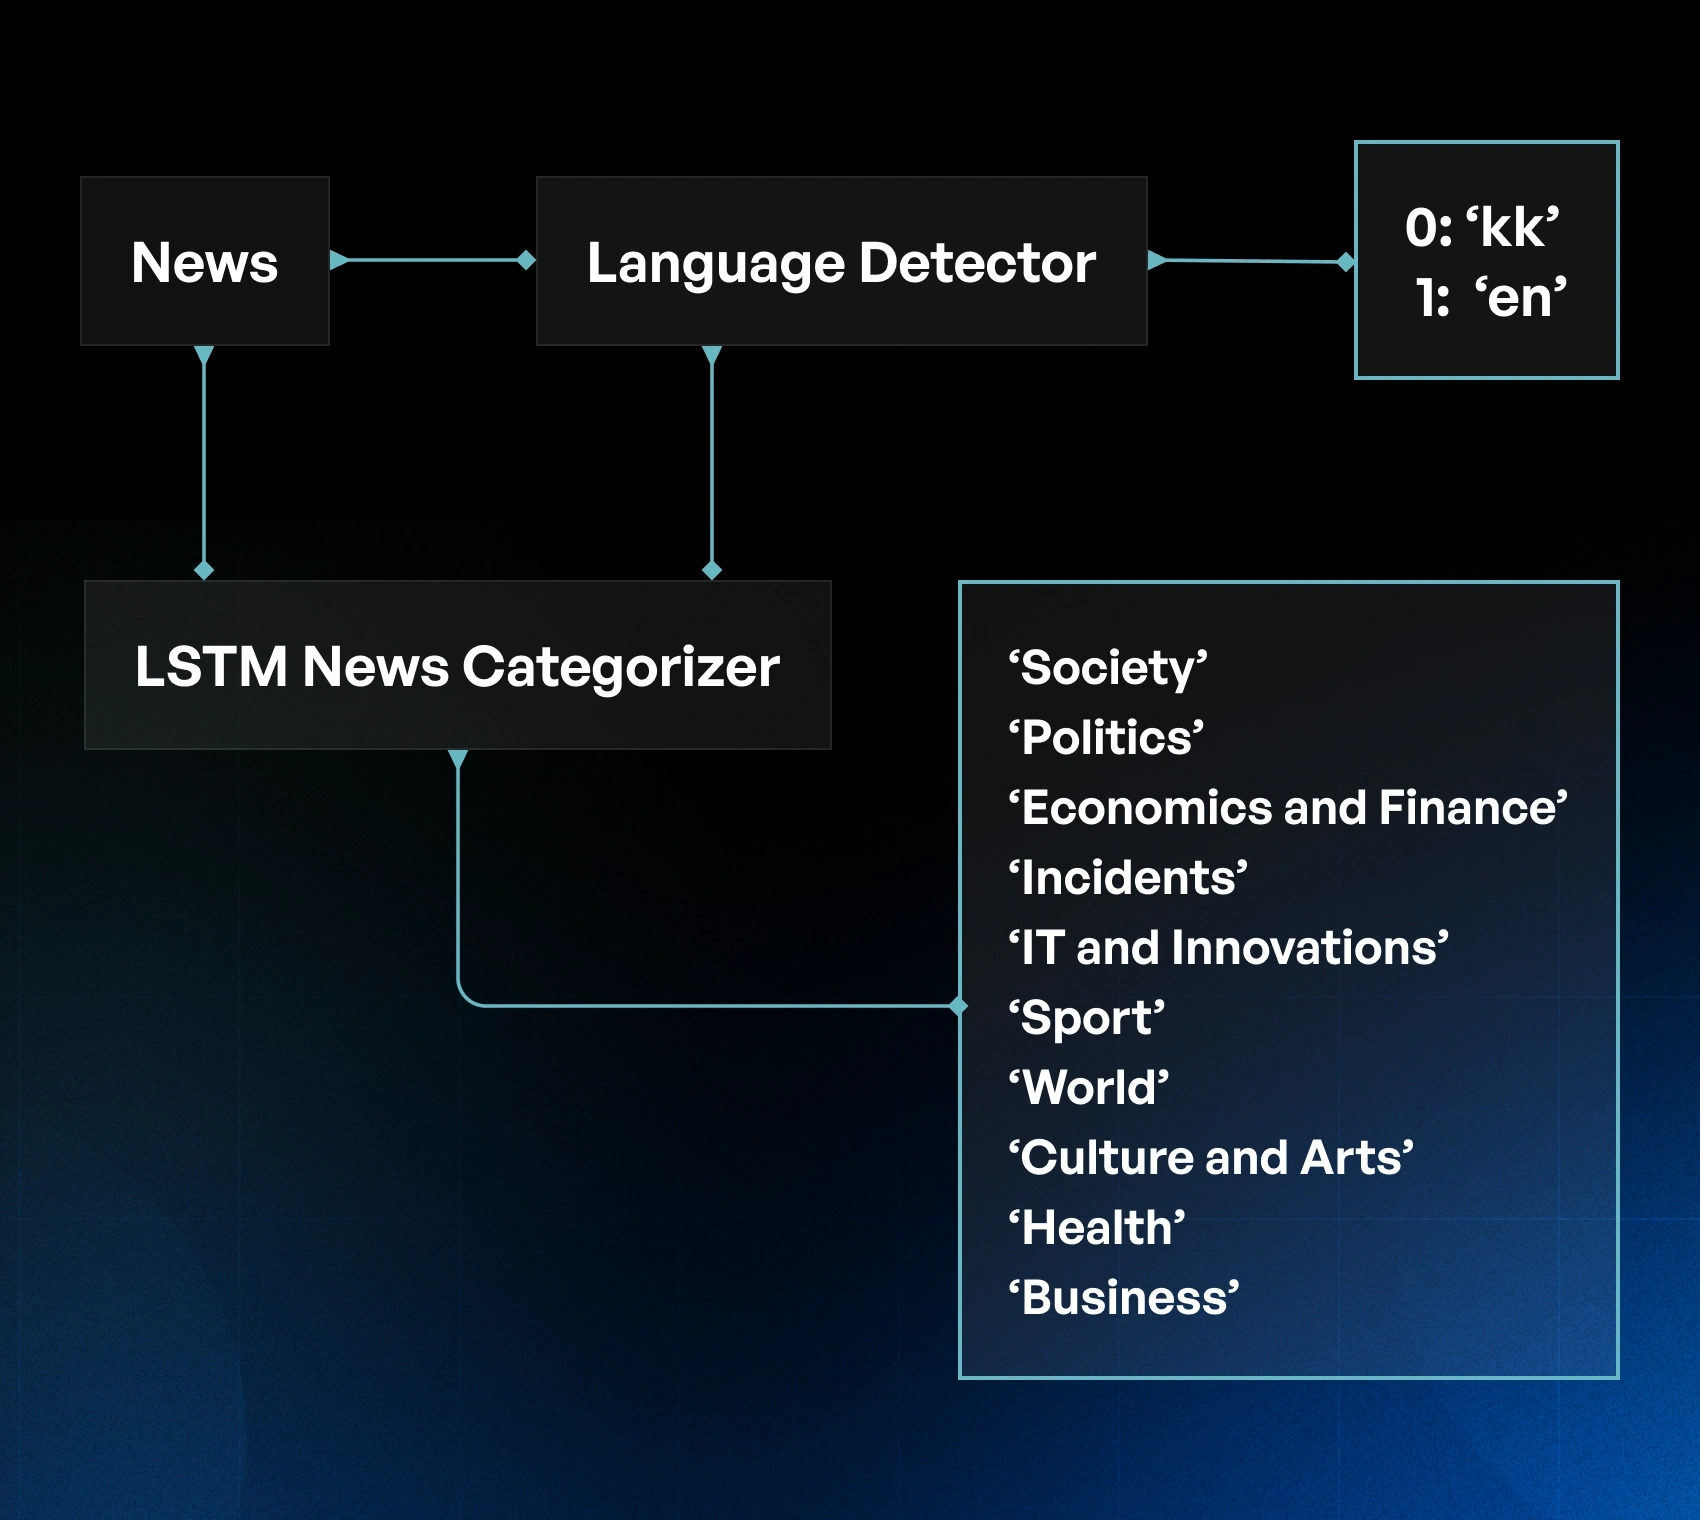 News
Language Detector
0: ‘kk’
1: ‘en’
LSTM News Categorizer
‘Society’
‘Politics’
‘Economics and Finance’
‘Incidents’
‘IT and Innovations’
‘Sport’
‘World’
‘Culture and Arts’
‘Health’
‘Business’